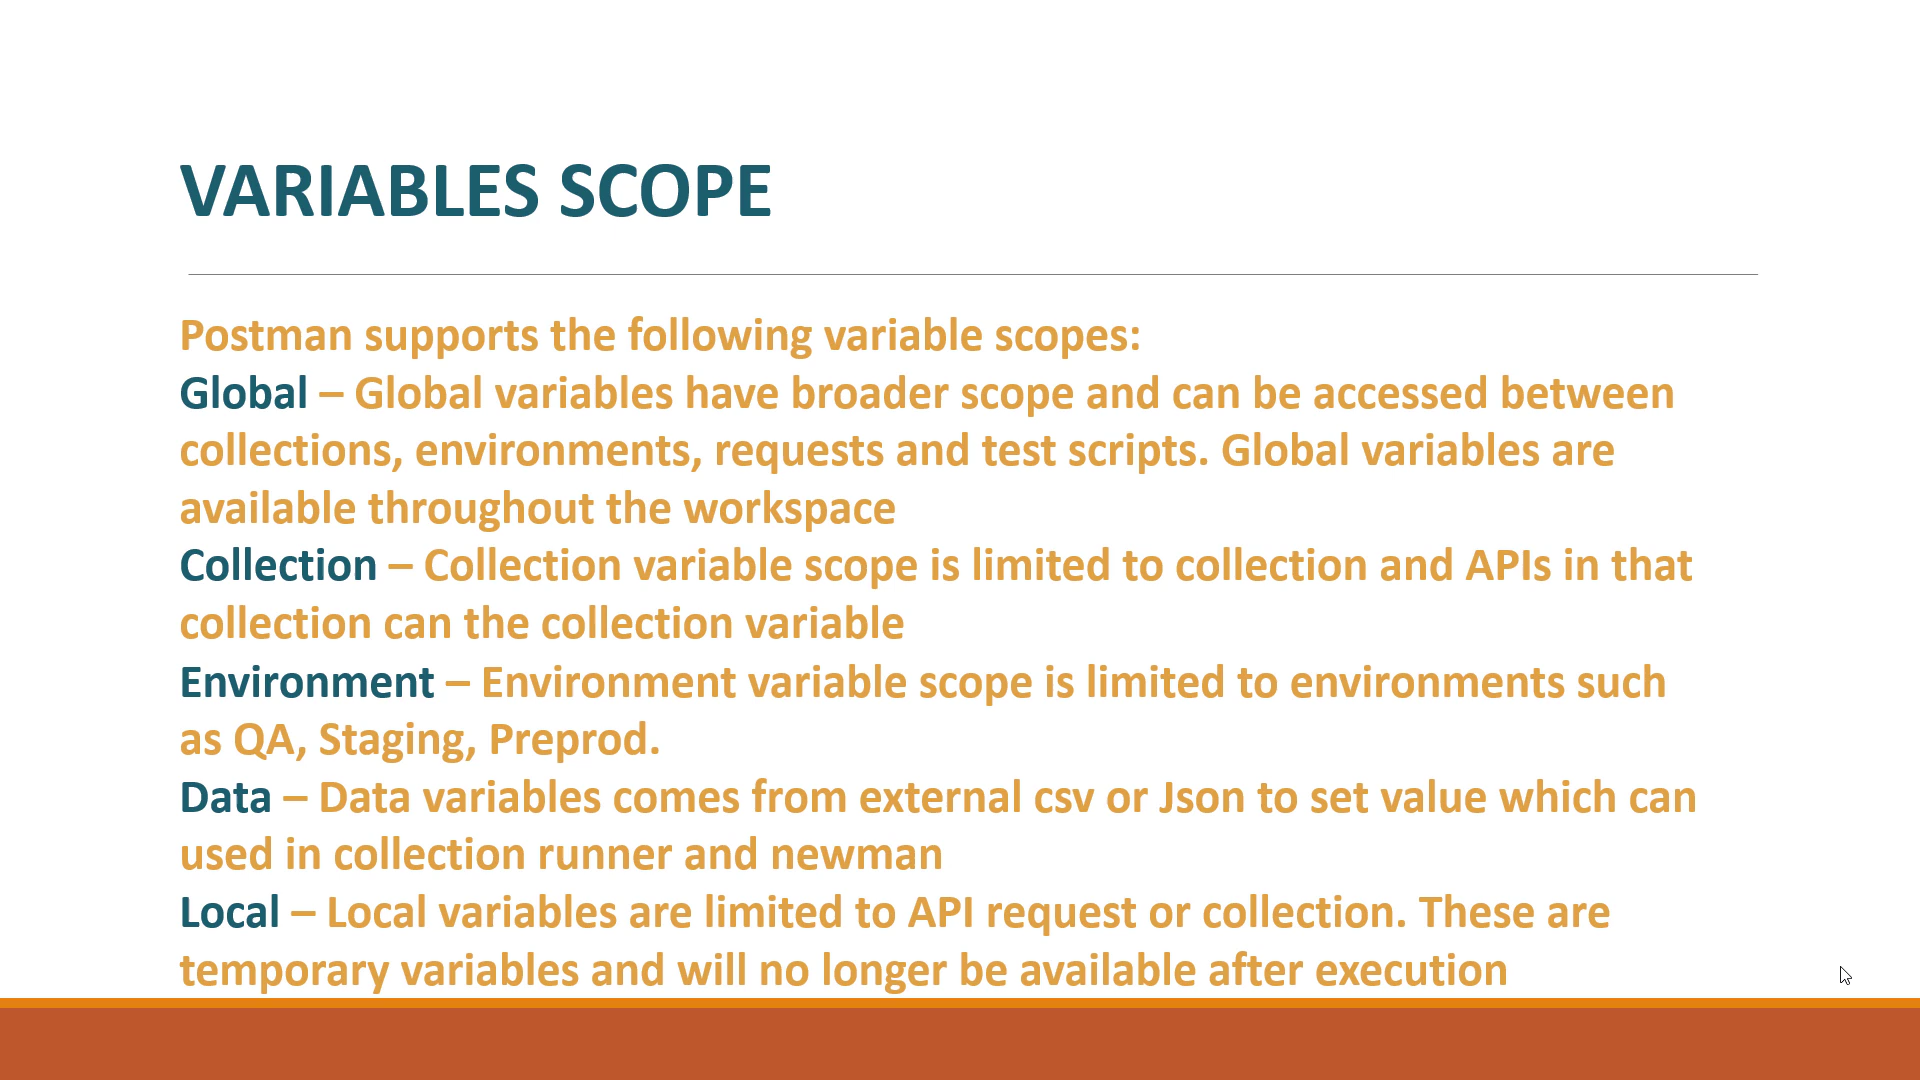 VARIABLES SCOPE
Postman supports the following variable scopes:
Global – Global variables have broader scope and can be accessed between
collections, environments, requests and test scripts. Global variables are
available throughout the workspace
Collection – Collection variable scope is limited to collection and APIs in that
collection can the collection variable
Environment – Environment variable scope is limited to environments such
as QA, Staging, Preprod.
Data – Data variables comes from external csv or Json to set value which can
used in collection runner and newman
Local – Local variables are limited to API request or collection. These are
temporary variables and will no longer be available after execution